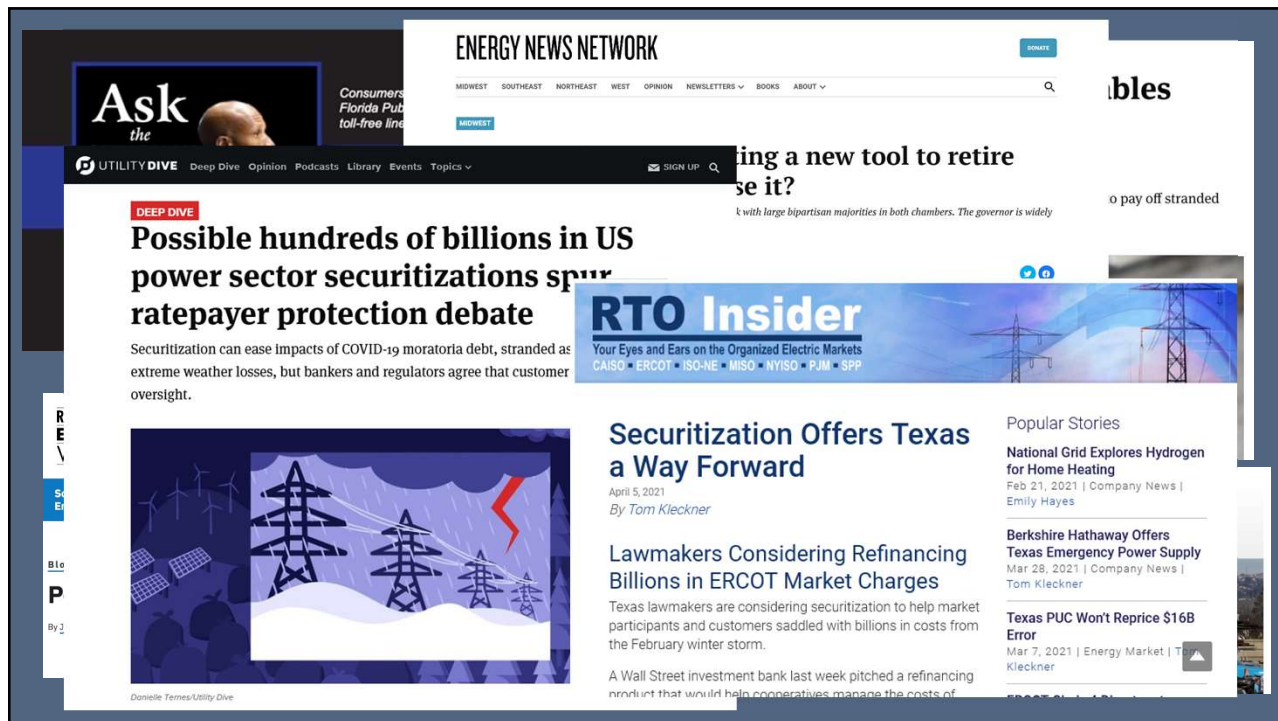 Ask
the
Consumers
Florida Pub
toll-free line
ENERGY NEWS NETWORK
DONATE
MIDWEST SOUTHEAST NORTHEAST WEST OPINION NEWSLETTERS BOOKS ABOUT
MIDWEST
ting a new tool to retire
se it?
k with large bipartisan majorities in both chambers. The governor is widely
bles
o pay off stranded
UTILITY DIVE Deep Dive Opinion Podcasts Library Events Topics
SIGN UP
DEEP DIVE
Possible hundreds of billions in US
power sector securitizations spur
ratepayer protection debate
Securitization can ease impacts of COVID-19 moratoria debt, stranded as
extreme weather losses, but bankers and regulators agree that customer
oversight.
Danielle Ternes/Utility Dive
R
E
V
So
En
Blo
P
By J
RTO Insider
Your Eyes and Ears on the Organized Electric Markets
CAISO ▪ ERCOT ▪ ISO-NE ▪ MISO ▪ NYISO ▪ PJM ▪ SPP
Securitization Offers Texas
a Way Forward
April 5, 2021
By Tom Kleckner
Lawmakers Considering Refinancing
Billions in ERCOT Market Charges
Texas lawmakers are considering securitization to help market
participants and customers saddled with billions in costs from
the February winter storm.
A Wall Street investment bank last week pitched a refinancing
product that would help cooperatives manage the costs of
Popular Stories
National Grid Explores Hydrogen
for Home Heating
Feb 21, 2021 | Company News |
Emily Hayes
Berkshire Hathaway Offers
Texas Emergency Power Supply
Mar 28, 2021 | Company News |
Tom Kleckner
Texas PUC Won't Reprice $16B
Error
Mar 7, 2021 | Energy Market | Tom
Kleckner